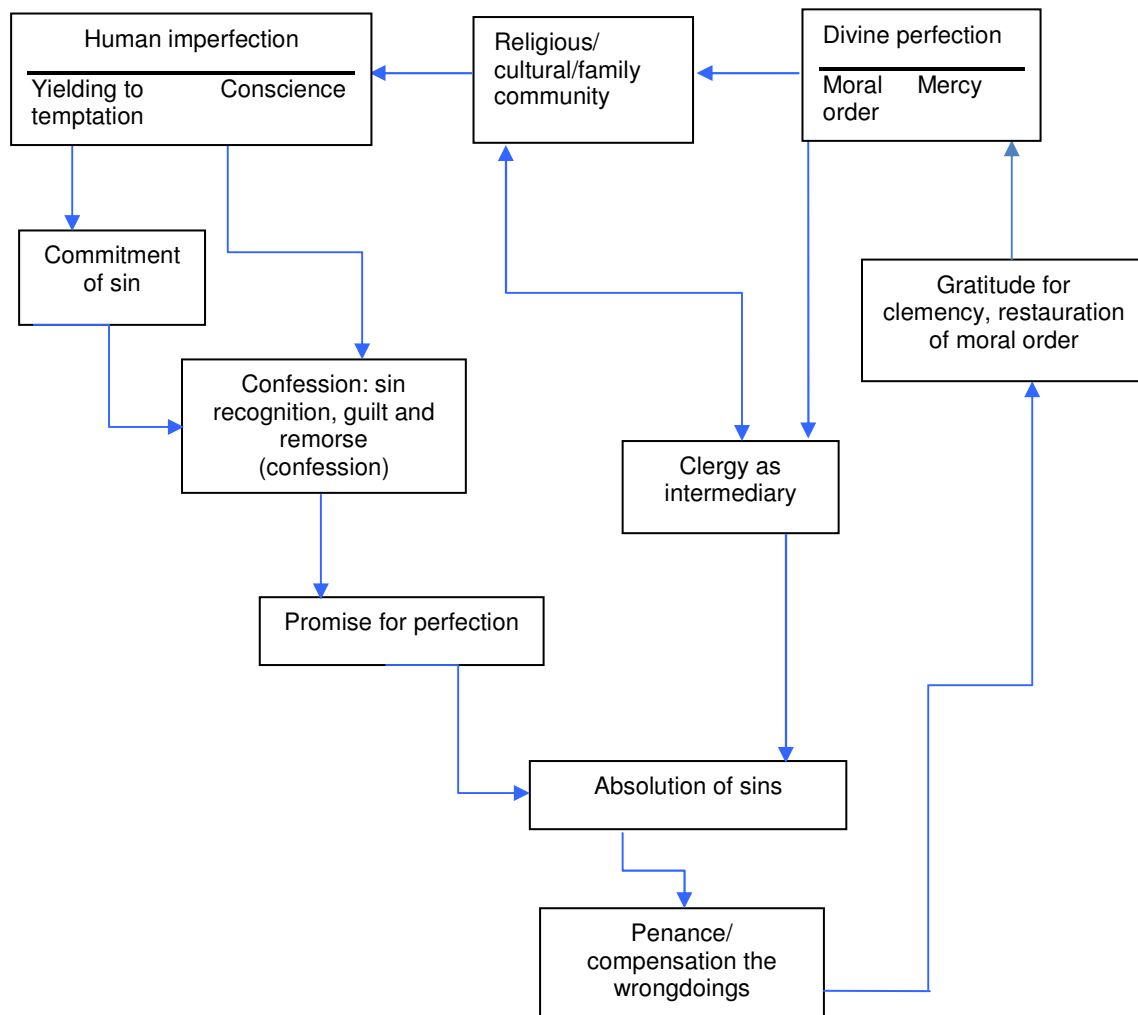 Human imperfection
Yielding to temptation
Conscience
Religious/
cultural/family
community
Divine perfection
Moral
order
Mercy
Commitment
of sin
Gratitude for
clemency, restauration
of moral order
Confession: sin
recognition, guilt and
remorse
(confession)
Clergy as
intermediary
Promise for perfection
Absolution of sins
Penance/
compensation the
wrongdoings